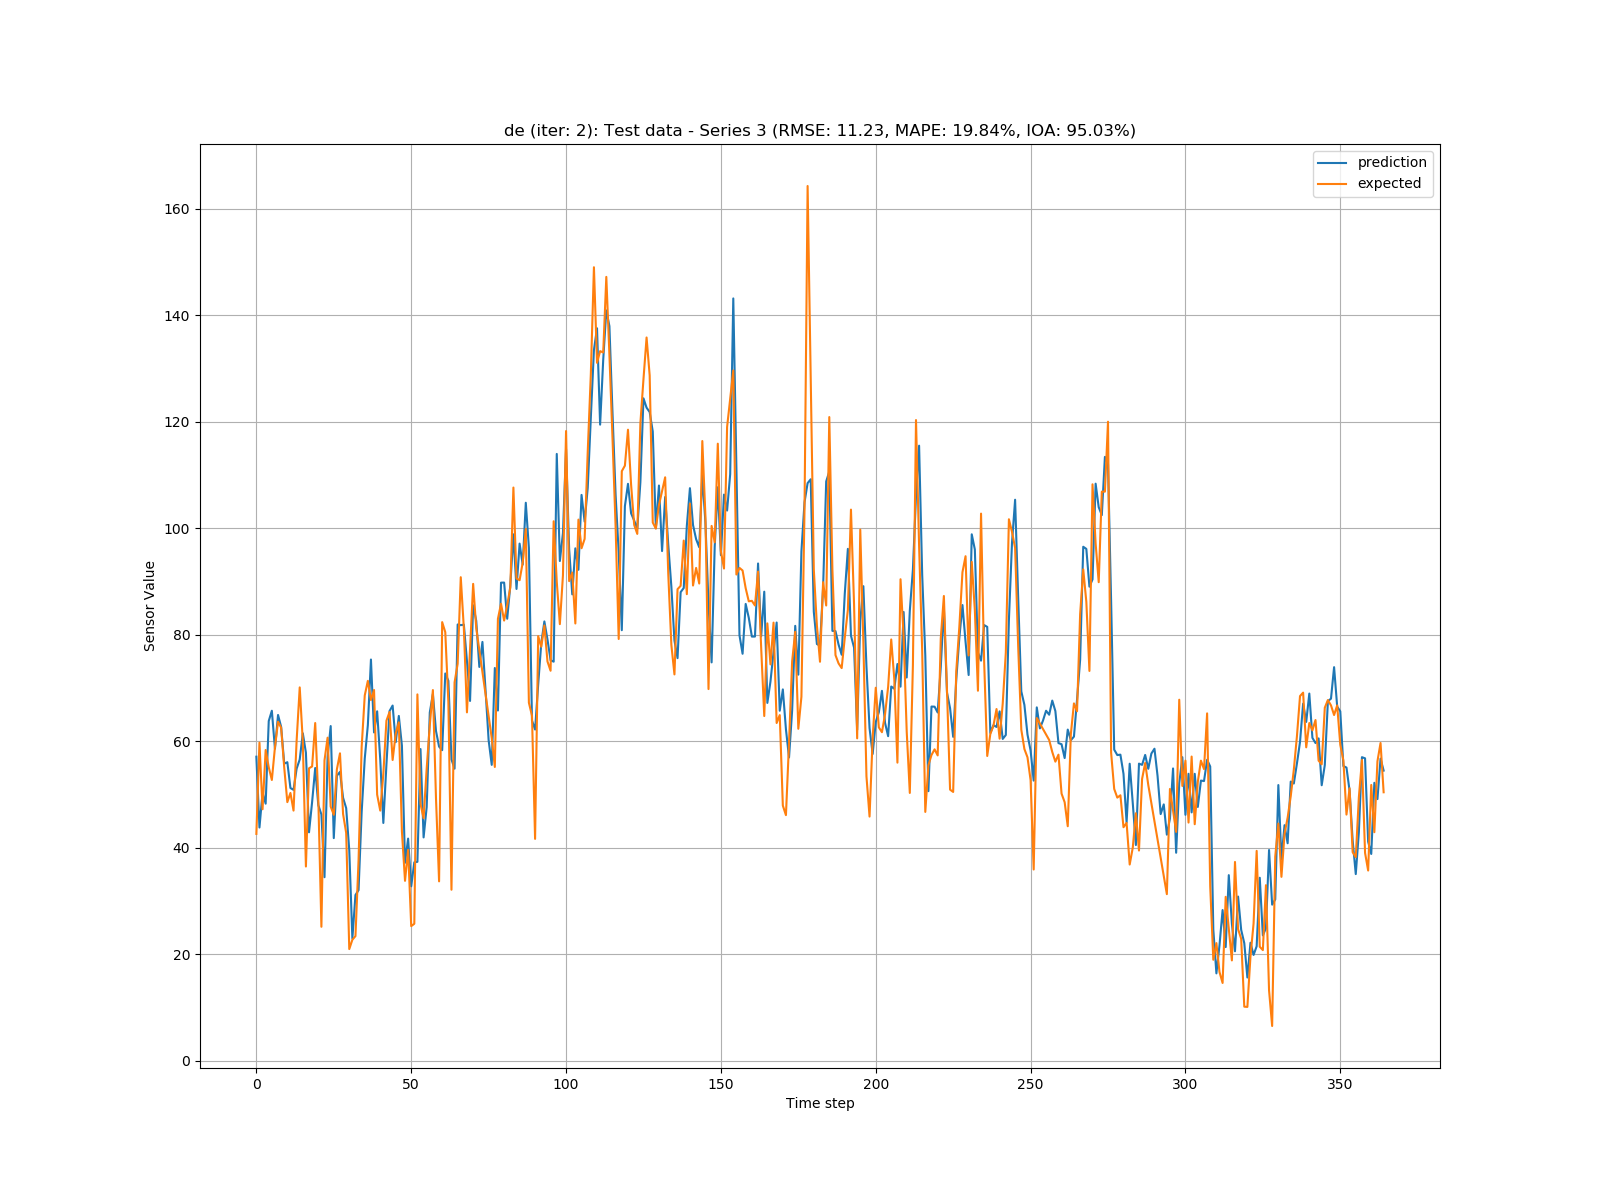 de (iter: 2): Test data - Series 3 (RMSE: 11.23, MAPE: 19.84%, IOA: 95.03%)
prediction
expected
160
140
120
100
80
60
40
20
0
Sensor Value
0 50 100 150 200 250 300 350
Time step